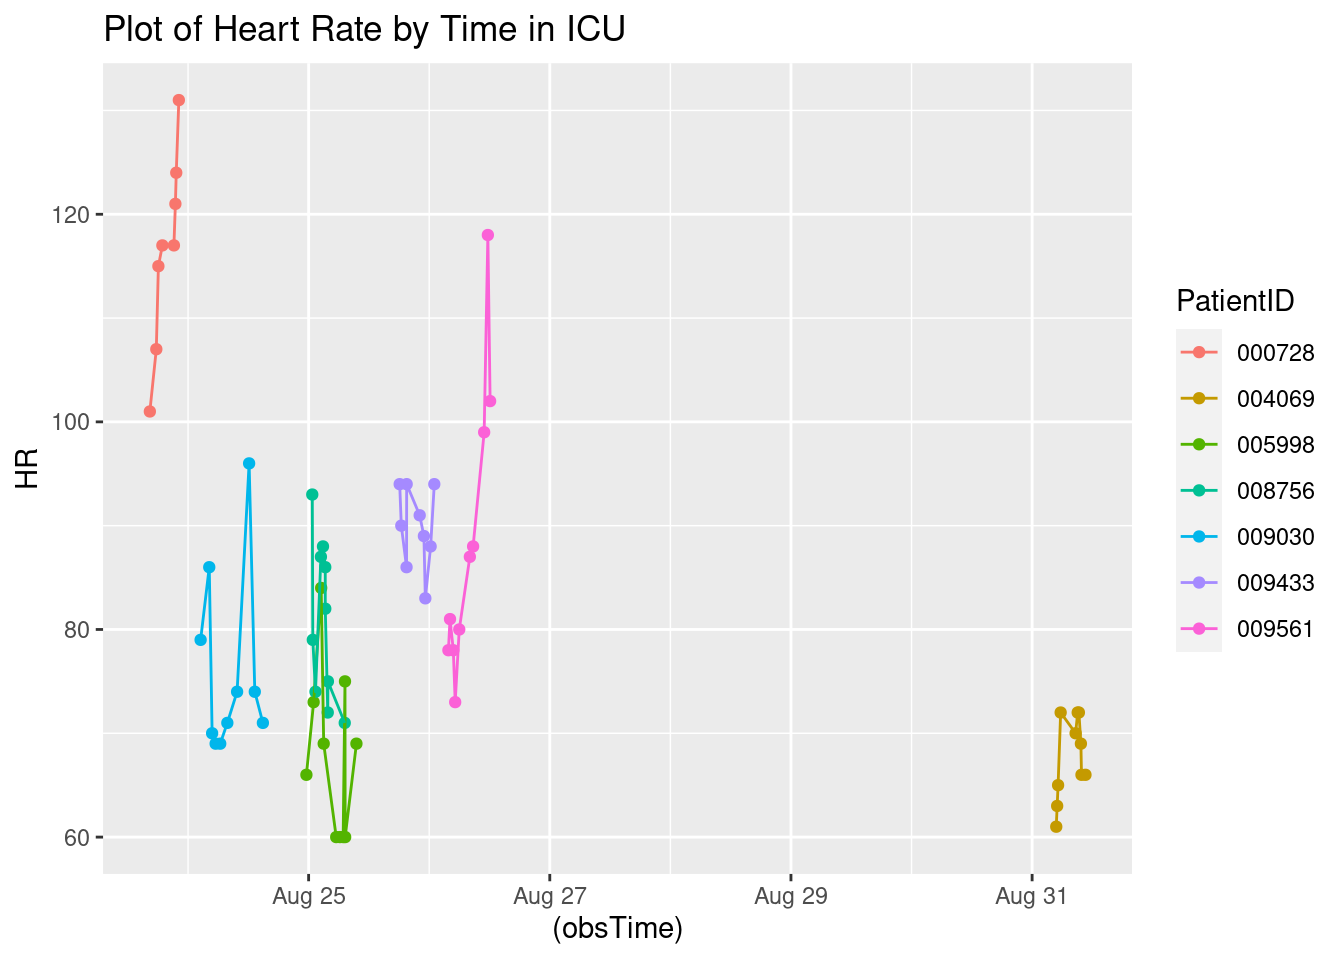 Plot of Heart Rate by Time in ICU
120
100
80
60
HR
Aug 25 Aug 27 Aug 29 Aug 31
(obsTime)
PatientID
000728
004069
005998
008756
009030
009433
009561